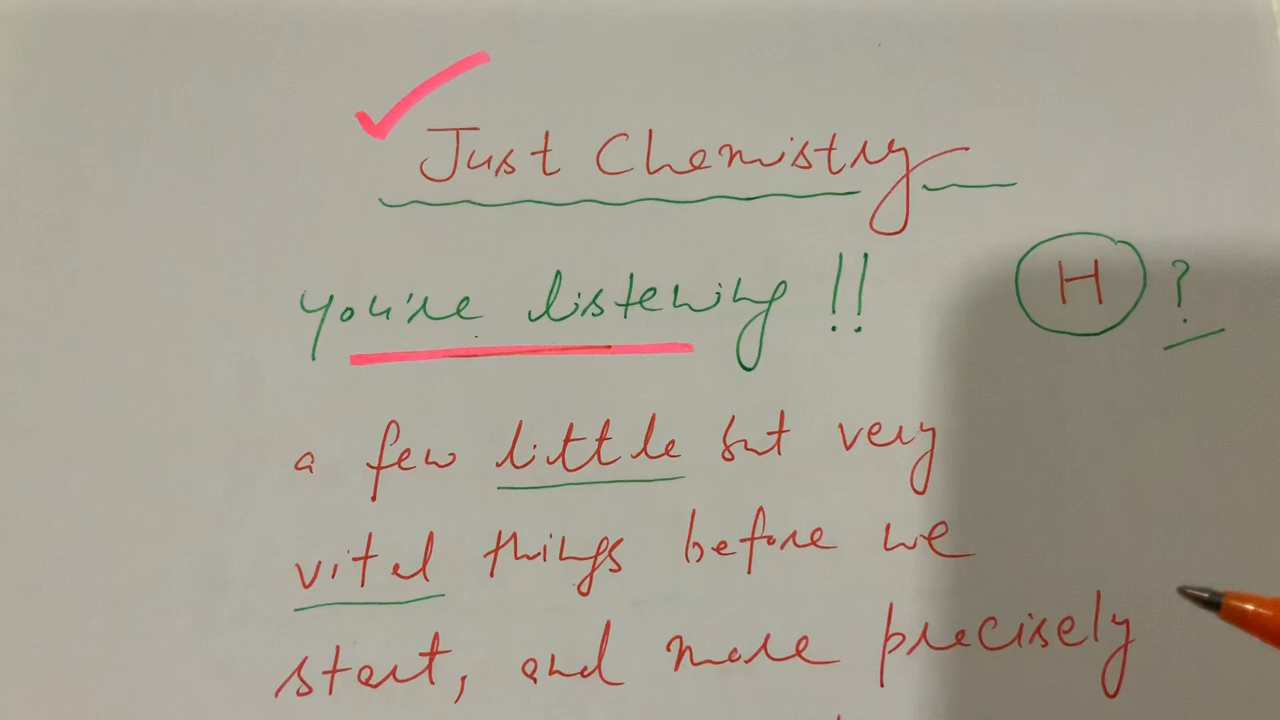 Just Chemistry
you're listening !!
H ?
a few little but very
vital things before we
start, and more precisely